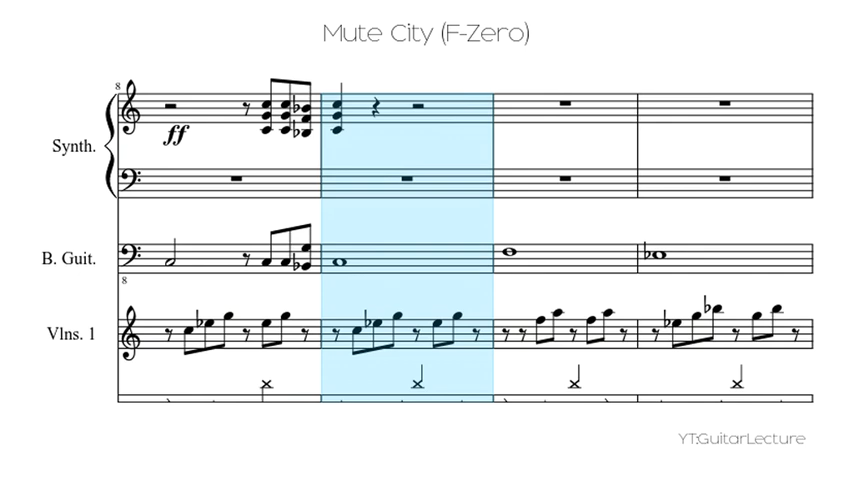 Mute City (F-Zero)
8
Synth.
ff
B. Guit.
8
Vlns. 1
YT:GuitarLecture